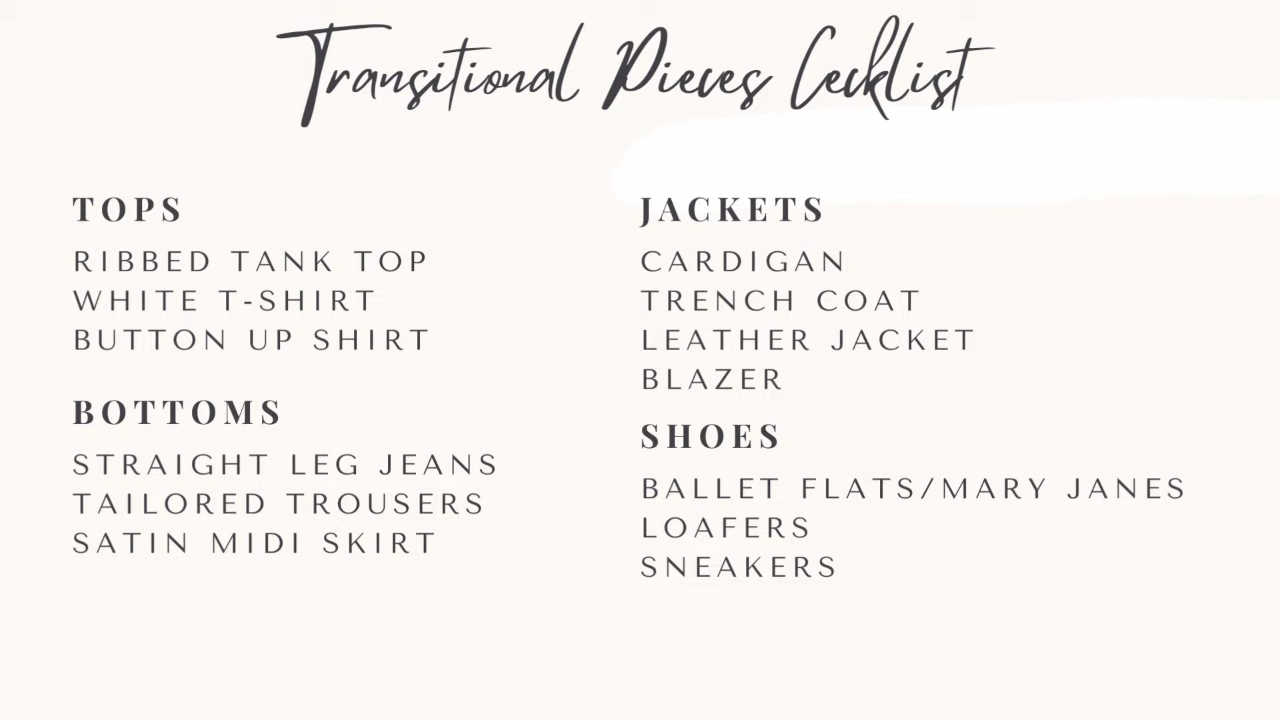 Transitional Pieces Cecklist
TOPS
RIBBED TANK TOP
WHITE T-SHIRT
BUTTON UP SHIRT
BOTTOMS
STRAIGHT LEG JEANS
TAILORED TROUSERS
SATIN MIDI SKIRT
JACKETS
CARDIGAN
TRENCH COAT
LEATHER JACKET
BLAZER
SHOES
BALLET FLATS/MARY JANES
LOAFERS
SNEAKERS